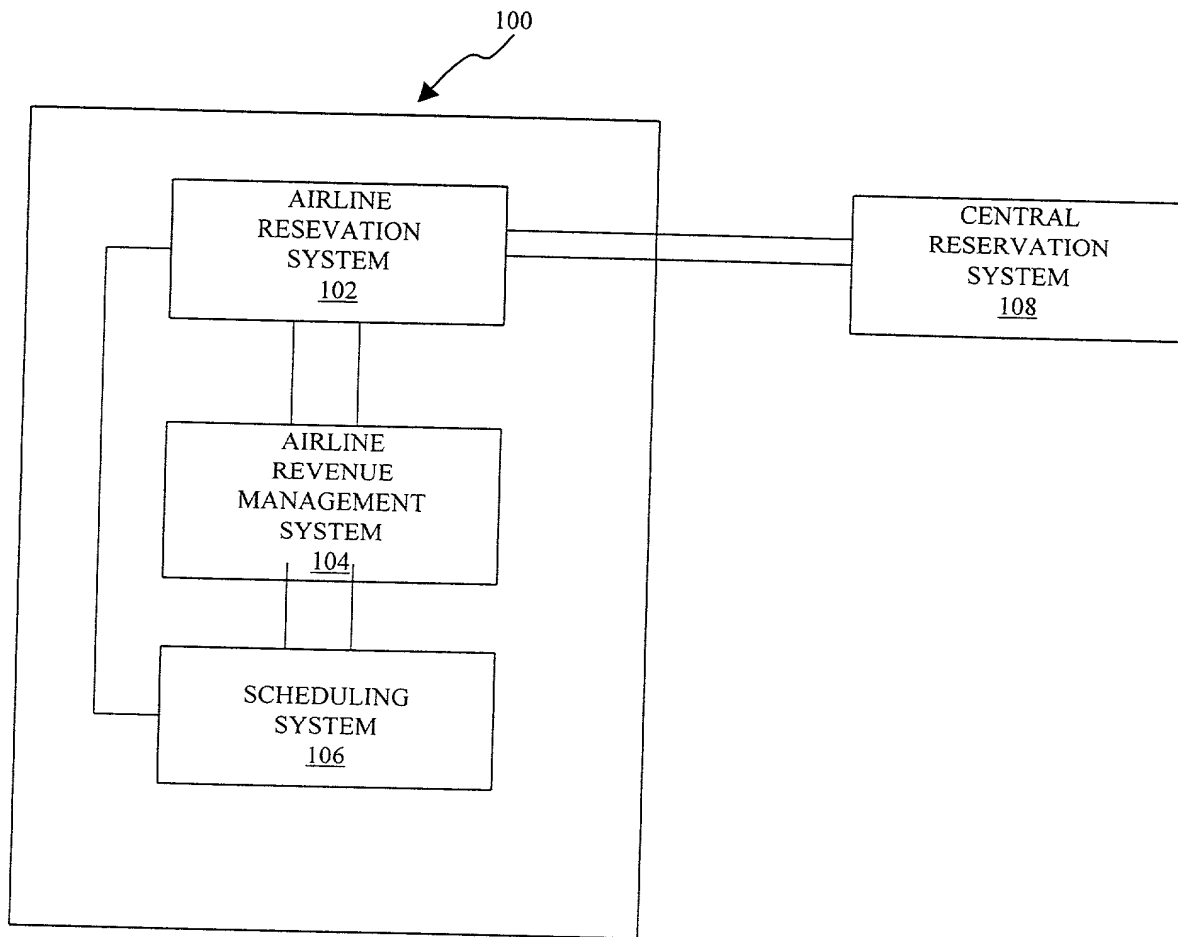 100
AIRLINE
RESEVATION
SYSTEM
102
CENTRAL
RESERVATION
SYSTEM
108
AIRLINE
REVENUE
MANAGEMENT
SYSTEM
104
SCHEDULING
SYSTEM
106